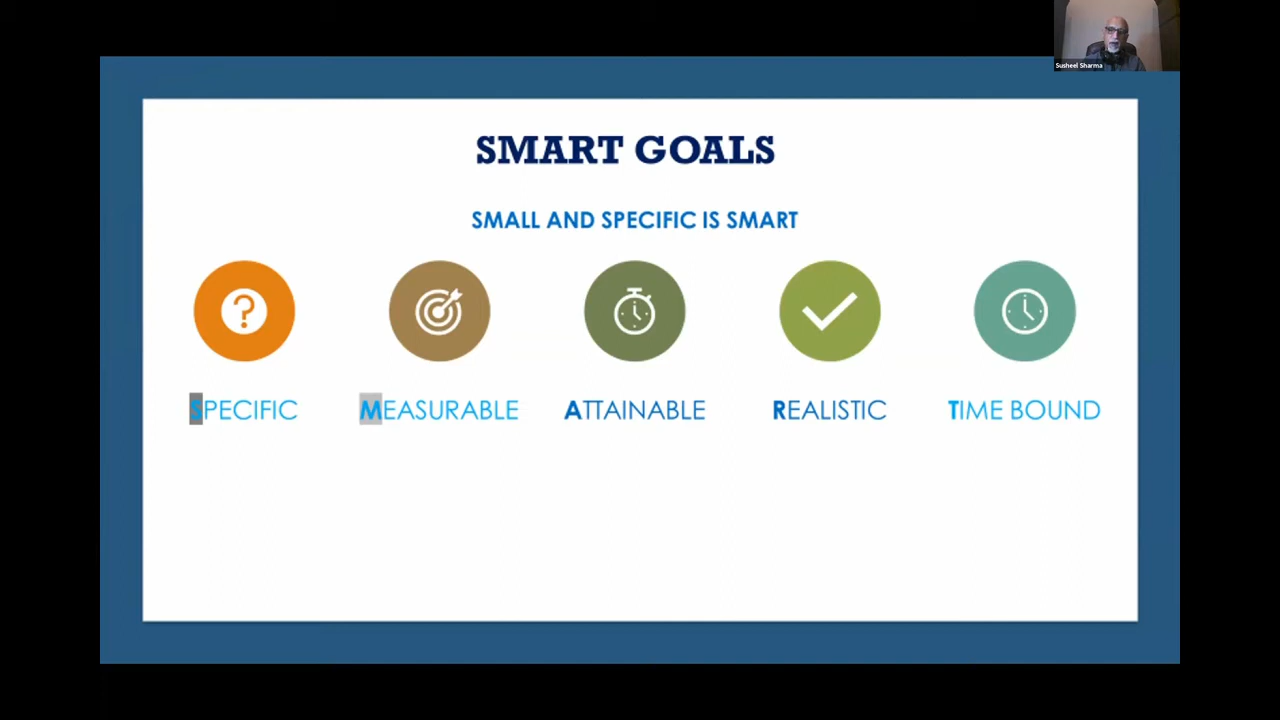 Susheel Sharma
SMART GOALS
SMALL AND SPECIFIC IS SMART
SPECIFIC
MEASURABLE
ATTAINABLE
REALISTIC
TIME BOUND